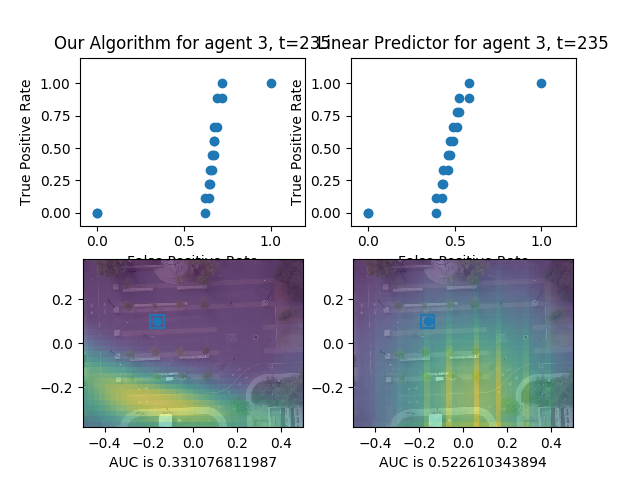 Our Algorithm for agent 3, t=235
Linear Predictor for agent 3, t=235
True Positive Rate
1.00
0.75
0.50
0.25
0.00
0.0 0.5 1.0
False Positive Rate
True Positive Rate
1.00
0.75
0.50
0.25
0.00
0.0 0.5 1.0
False Positive Rate
0.2
0.0
−0.2
−0.4 −0.2 0.0 0.2 0.4
AUC is 0.331076811987
0.2
0.0
−0.2
−0.4 −0.2 0.0 0.2 0.4
AUC is 0.522610343894